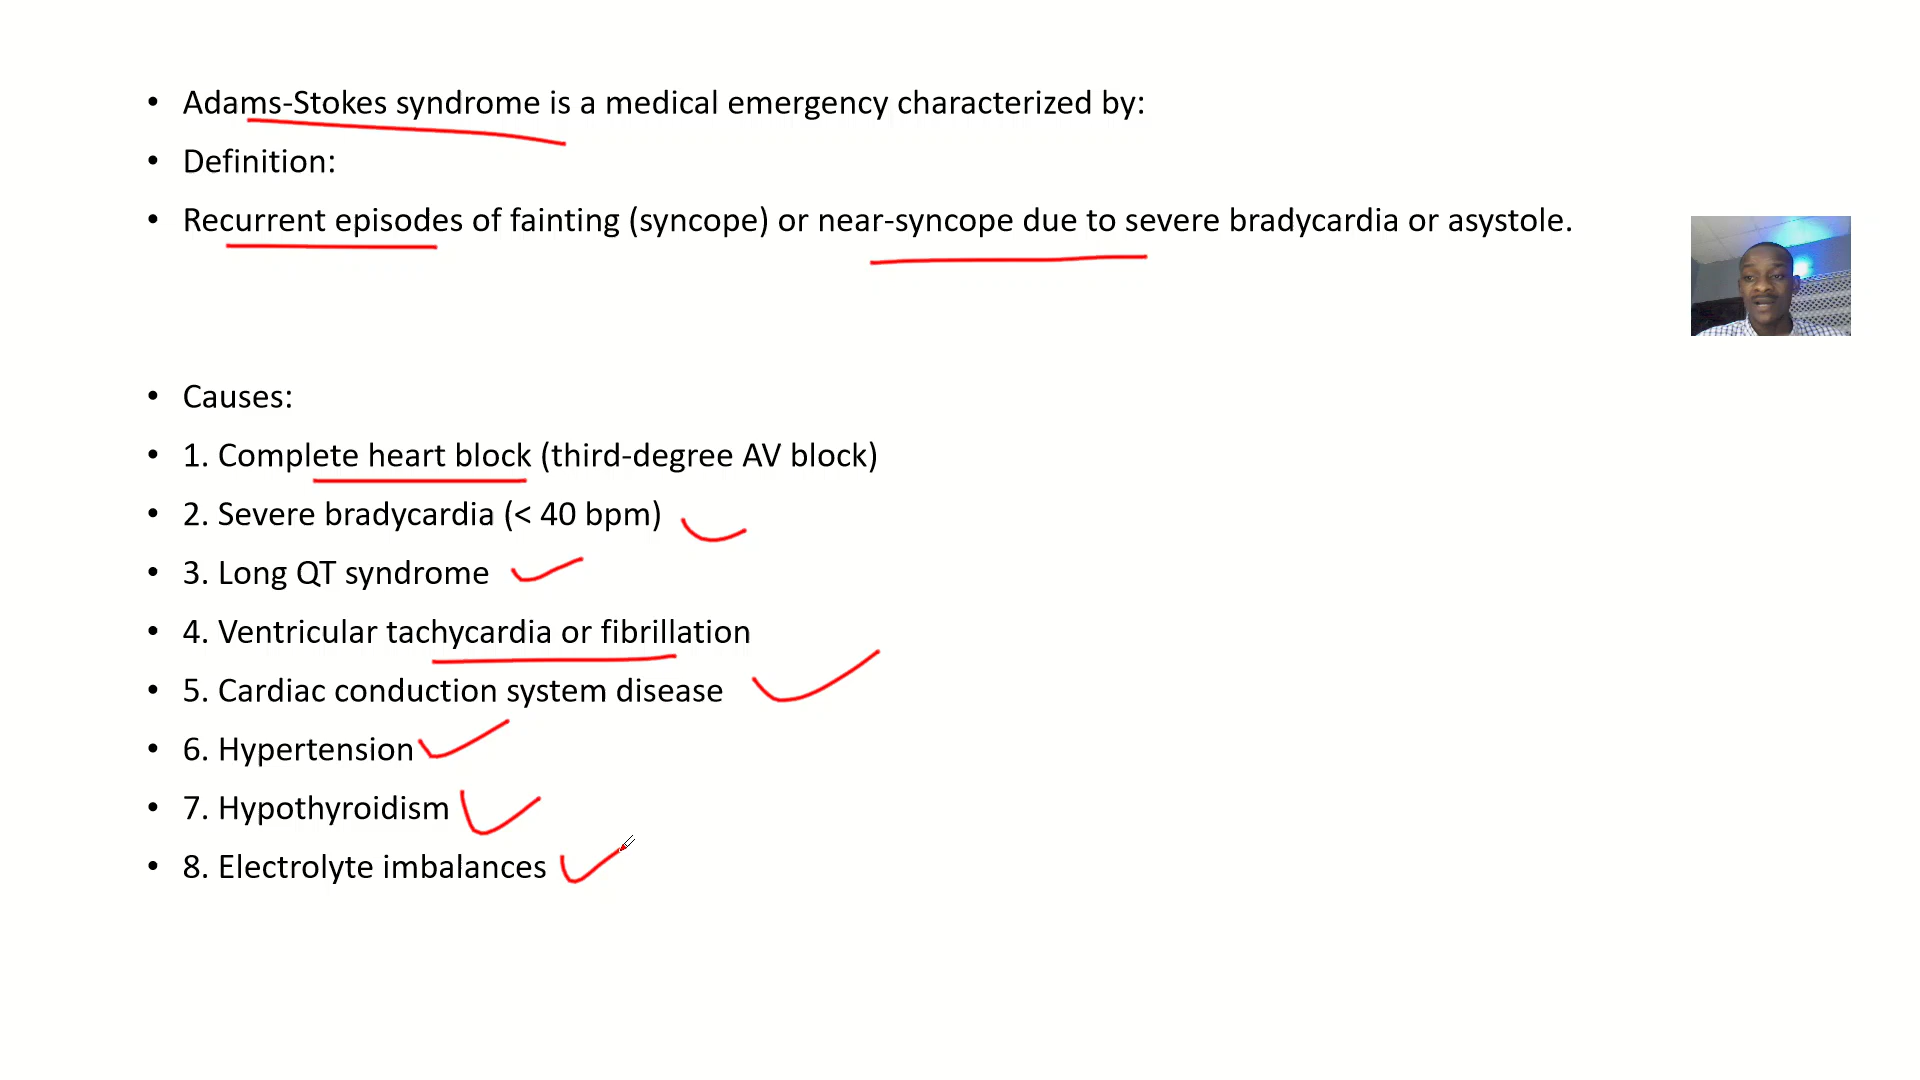 • Adams-Stokes syndrome is a medical emergency characterized by:
• Definition:
• Recurrent episodes of fainting (syncope) or near-syncope due to severe bradycardia or asystole.
• Causes:
• 1. Complete heart block (third-degree AV block)
• 2. Severe bradycardia (< 40 bpm)
• 3. Long QT syndrome
• 4. Ventricular tachycardia or fibrillation
• 5. Cardiac conduction system disease
• 6. Hypertension
• 7. Hypothyroidism
• 8. Electrolyte imbalances